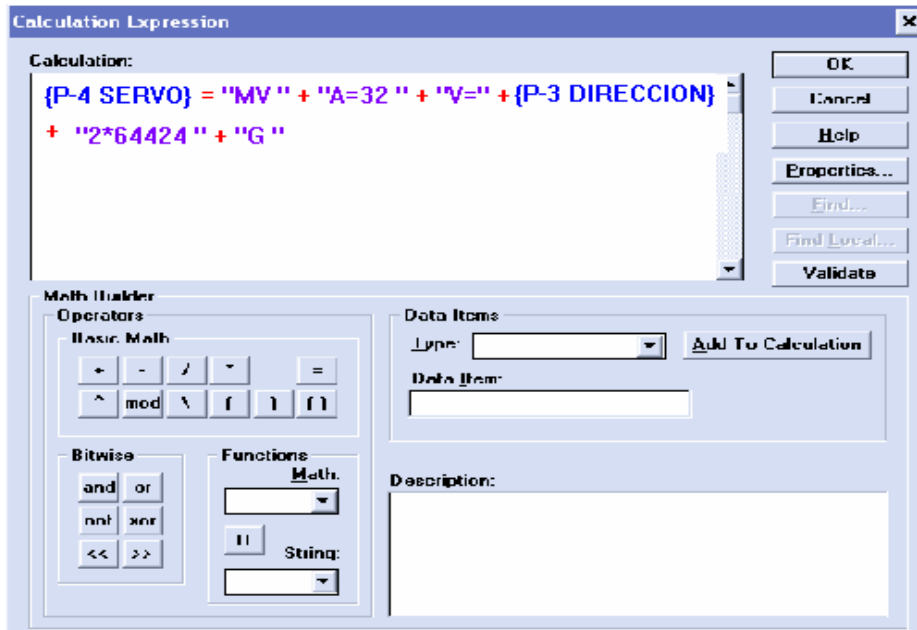 Calculation Expression
Calculation:
{P-4 SERVO} = "MV " + "A=32 " + "V=" + {P-3 DIRECCION}
+ "2*64424 " + "G "
OK
Cancel
Help
Properties...
Find...
Find Local...
Validate
Math Builder
Operators
Basic Math
+ - / * =
^ mod \ ( ) { }
Bitwise
and or
not xor
<< >>
Functions
Math:
String:
Data Items
Type:
Add To Calculation
Data Item:
Description: